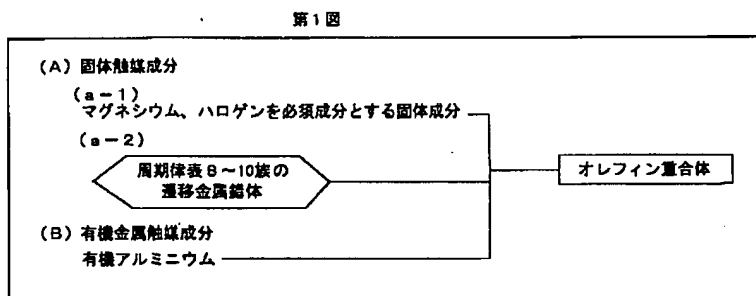 第1図
(A) 固体触媒成分
(a-1)
マグネシウム、ハロゲンを必須成分とする固体成分
(a-2)
周期律表8~10族の
遷移金属錯体
オレフィン重合体
(B) 有機金属触媒成分
有機アルミニウム